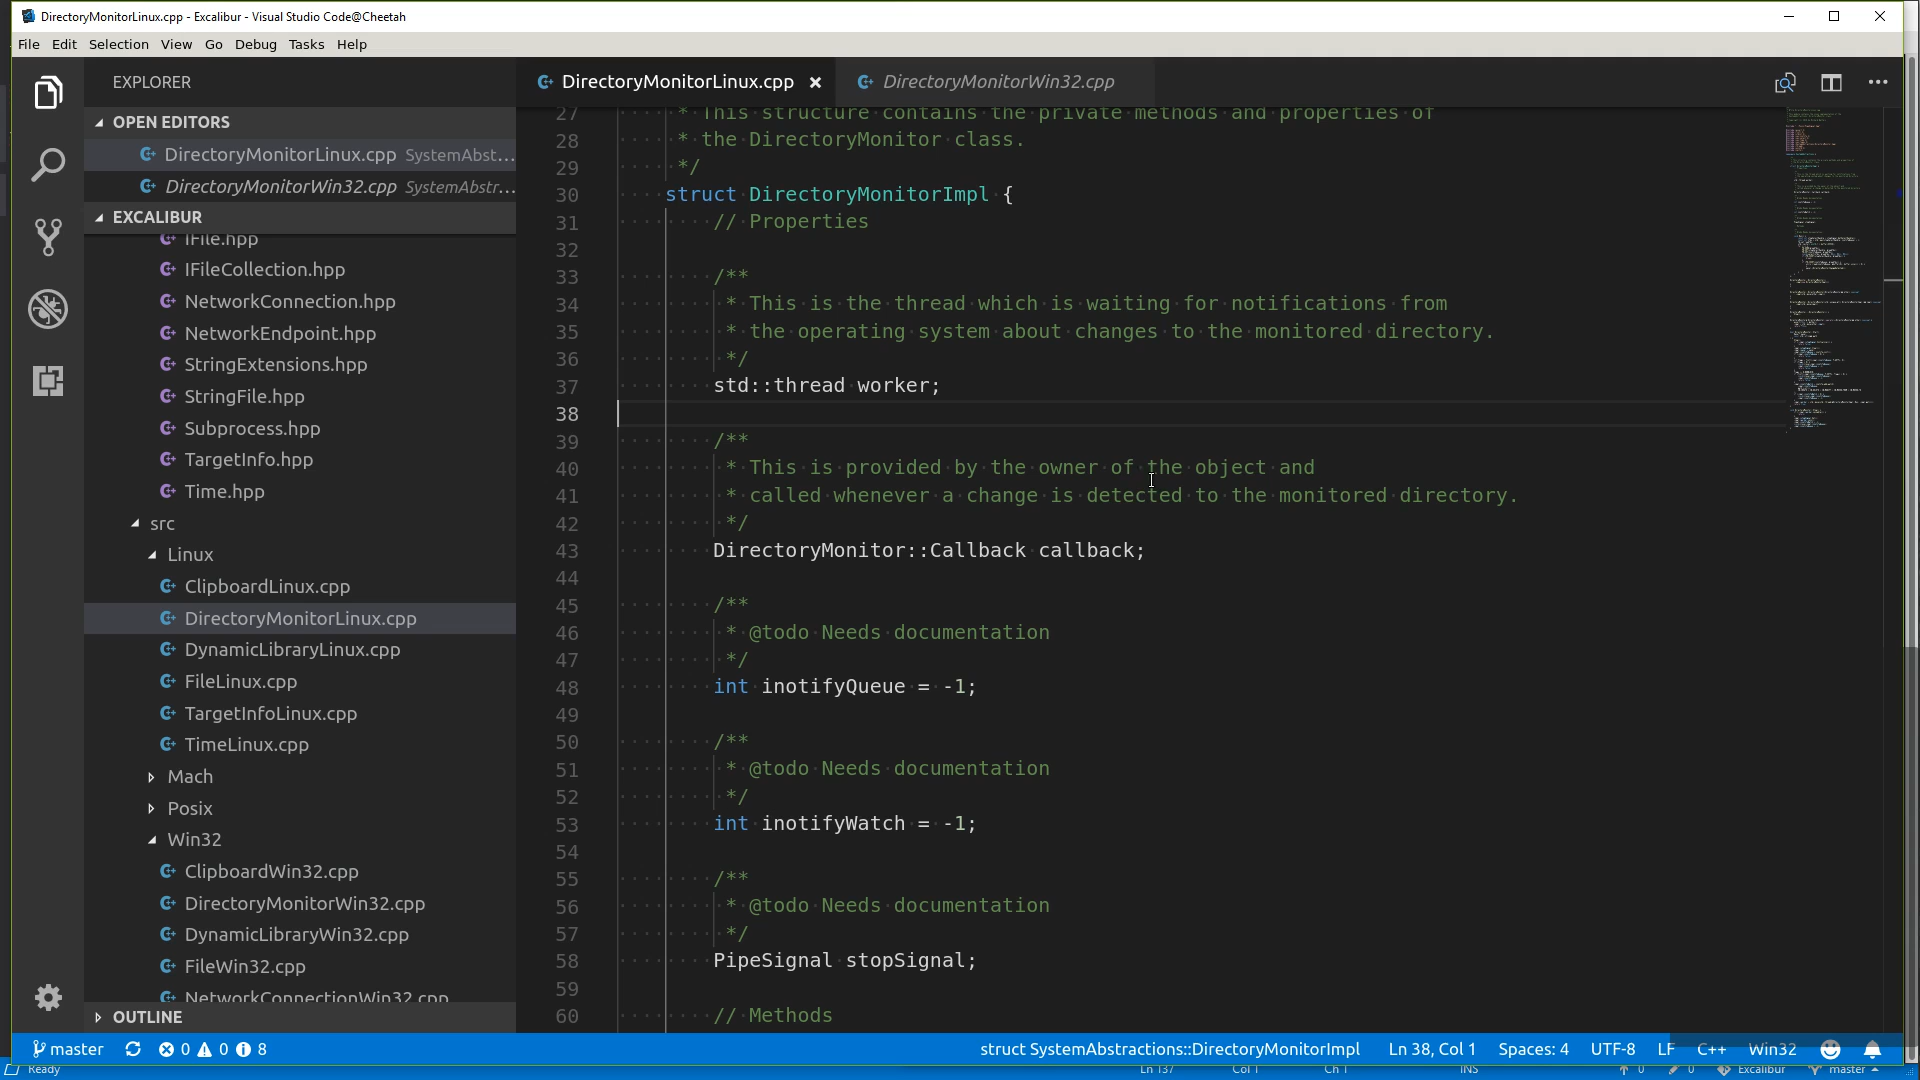 DirectoryMonitorLinux.cpp - Excalibur - Visual Studio Code@Cheetah
File Edit Selection View Go Debug Tasks Help
EXPLORER
OPEN EDITORS
DirectoryMonitorLinux.cpp SystemAbst...
DirectoryMonitorWin32.cpp SystemAbstr...
EXCALIBUR
IFile.hpp
IFileCollection.hpp
NetworkConnection.hpp
NetworkEndpoint.hpp
StringExtensions.hpp
StringFile.hpp
Subprocess.hpp
TargetInfo.hpp
Time.hpp
src
Linux
ClipboardLinux.cpp
DirectoryMonitorLinux.cpp
DynamicLibraryLinux.cpp
FileLinux.cpp
TargetInfoLinux.cpp
TimeLinux.cpp
Mach
Posix
Win32
ClipboardWin32.cpp
DirectoryMonitorWin32.cpp
DynamicLibraryWin32.cpp
FileWin32.cpp
NetworkConnectionWin32.cpp
OUTLINE
DirectoryMonitorLinux.cpp DirectoryMonitorWin32.cpp
27 * This structure contains the private methods and properties of
28 * the DirectoryMonitor class.
29 */
30 struct DirectoryMonitorImpl {
31 // Properties
32
33 /**
34 * This is the thread which is waiting for notifications from
35 * the operating system about changes to the monitored directory.
36 */
37 std::thread worker;
38
39 /**
40 * This is provided by the owner of the object and
41 * called whenever a change is detected to the monitored directory.
42 */
43 DirectoryMonitor::Callback callback;
44
45 /**
46 * @todo Needs documentation
47 */
48 int inotifyQueue = -1;
49
50 /**
51 * @todo Needs documentation
52 */
53 int inotifyWatch = -1;
54
55 /**
56 * @todo Needs documentation
57 */
58 PipeSignal stopSignal;
59
60 // Methods
master 0 0 8 struct SystemAbstractions::DirectoryMonitorImpl Ln 38, Col 1 Spaces: 4 UTF-8 LF C++ Win32
Ready Ln 137 Col 1 Ch 1 INS 0 0 Excalibur master